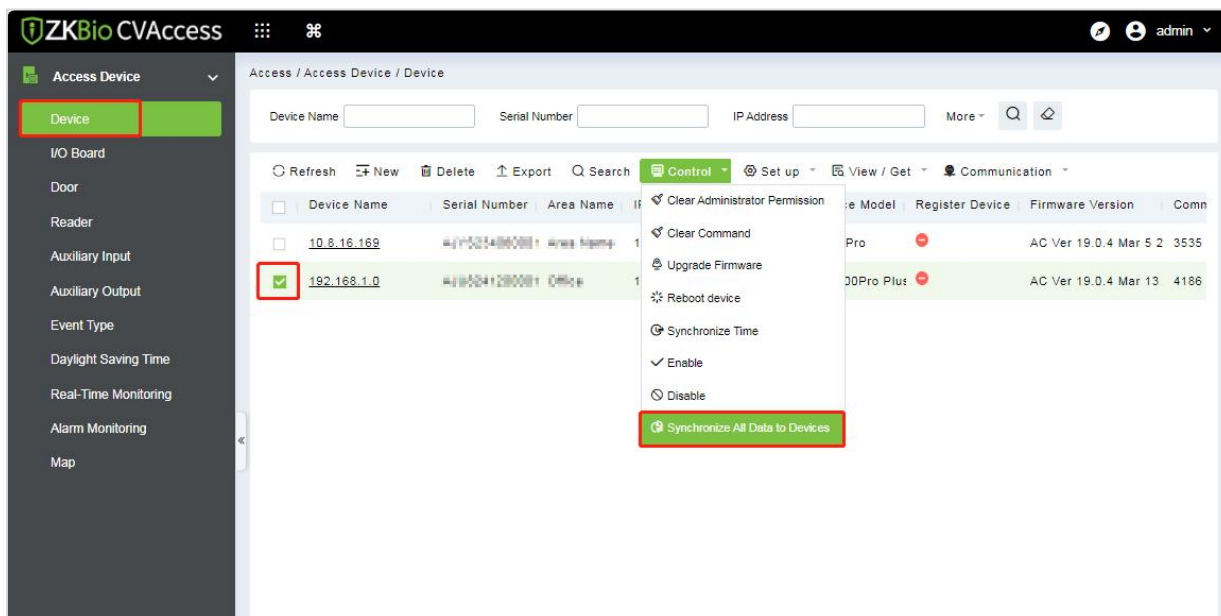 ZKBio CVAccess admin
Access Device
Device
I/O Board
Door
Reader
Auxiliary Input
Auxiliary Output
Event Type
Daylight Saving Time
Real-Time Monitoring
Alarm Monitoring
Map
Access / Access Device / Device
Device Name Serial Number IP Address More
Refresh New Delete Export Search Control Set up View / Get Communication
Device Name Serial Number Area Name e Model Register Device Firmware Version Comm
10.8.16.169 1 Pro AC Ver 19.0.4 Mar 5 2 3535
192.168.1.0 Office 1 00Pro Plus AC Ver 19.0.4 Mar 13 4186
Clear Administrator Permission
Clear Command
Upgrade Firmware
Reboot device
Synchronize Time
Enable
Disable
Synchronize All Data to Devices